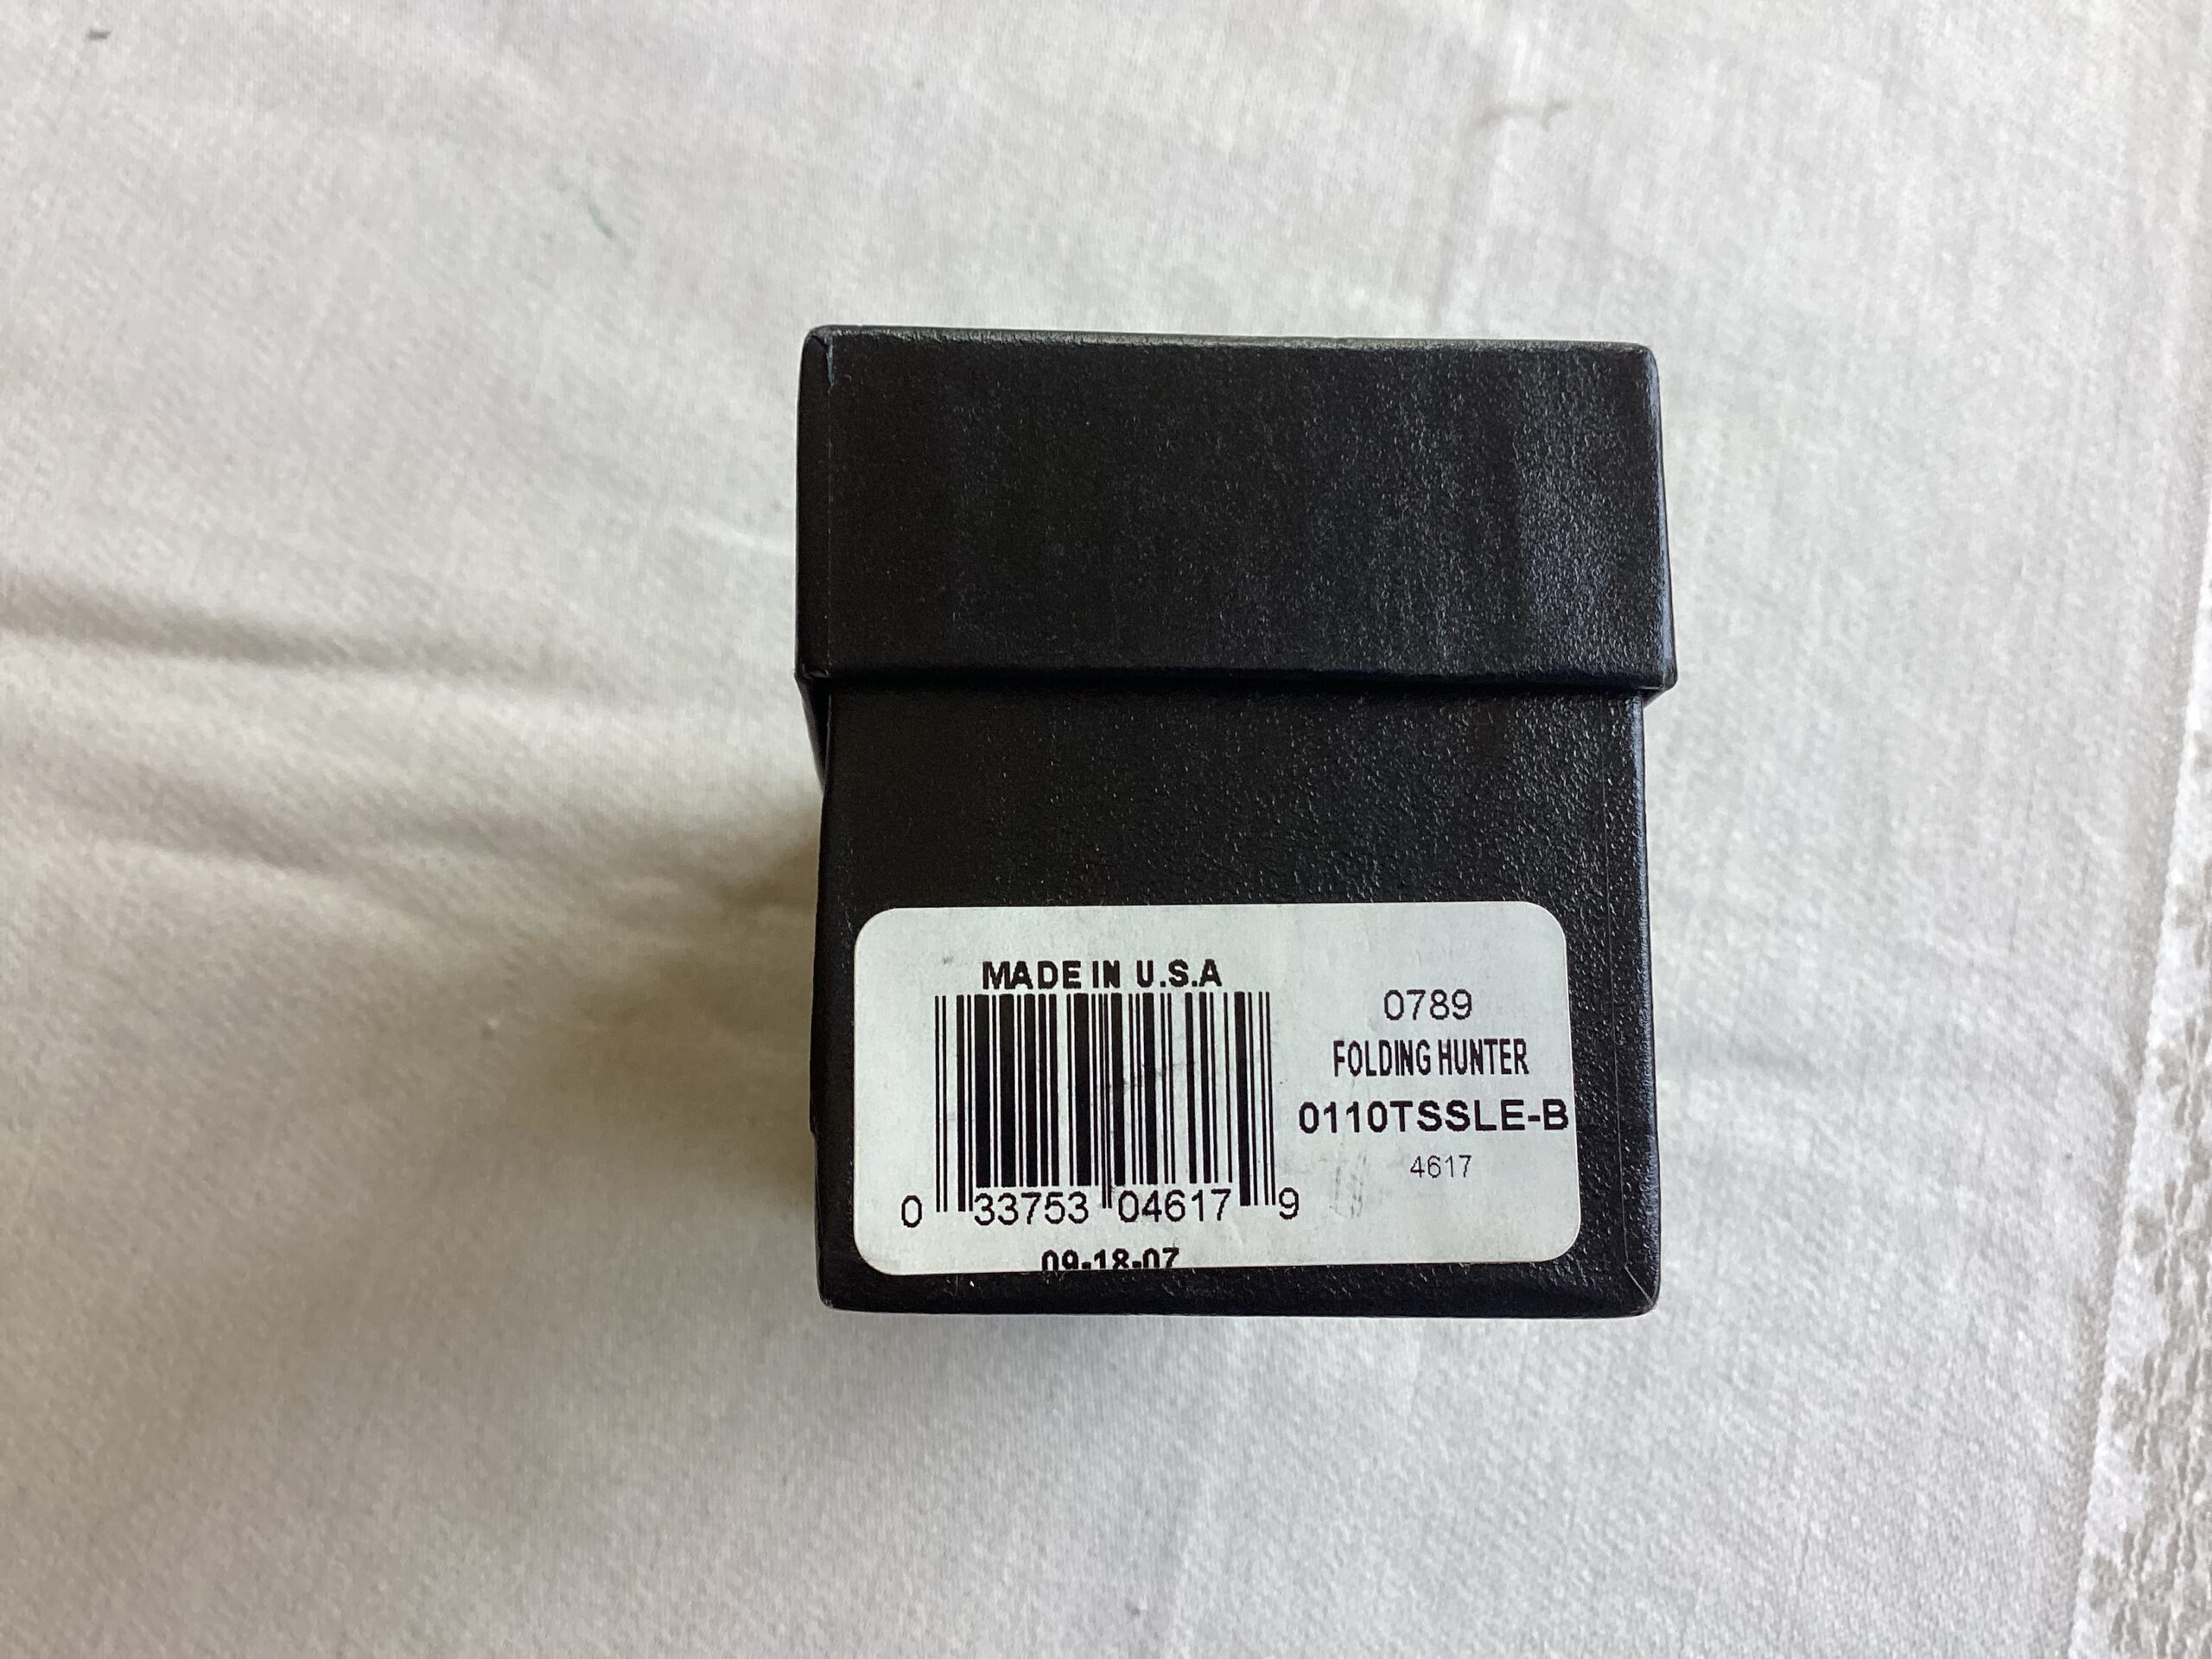 MADE IN U.S.A
0 33753 04617 9
09-18-07
0789
FOLDING HUNTER
0110TSSLE-B
4617